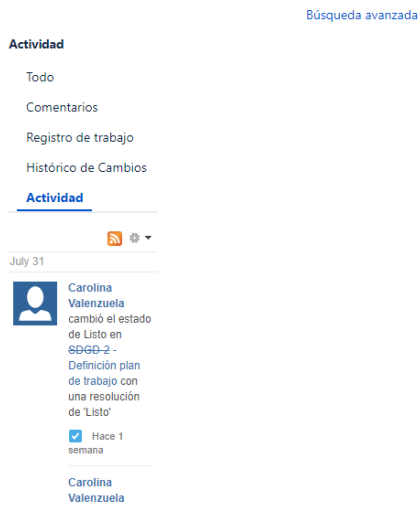 Búsqueda avanzada
Actividad
Todo
Comentarios
Registro de trabajo
Histórico de Cambios
Actividad
July 31
Carolina
Valenzuela
cambió el estado
de Listo en
SDGD-2 -
Definición plan
de trabajo con
una resolución
de 'Listo'
Hace 1
semana
Carolina
Valenzuela